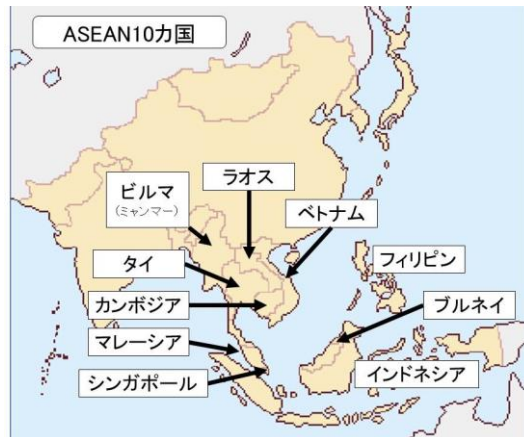 ASEAN10カ国
ラオス
ビルマ
(ミャンマー)
ベトナム
タイ
フィリピン
カンボジア
ブルネイ
マレーシア
シンガポール
インドネシア